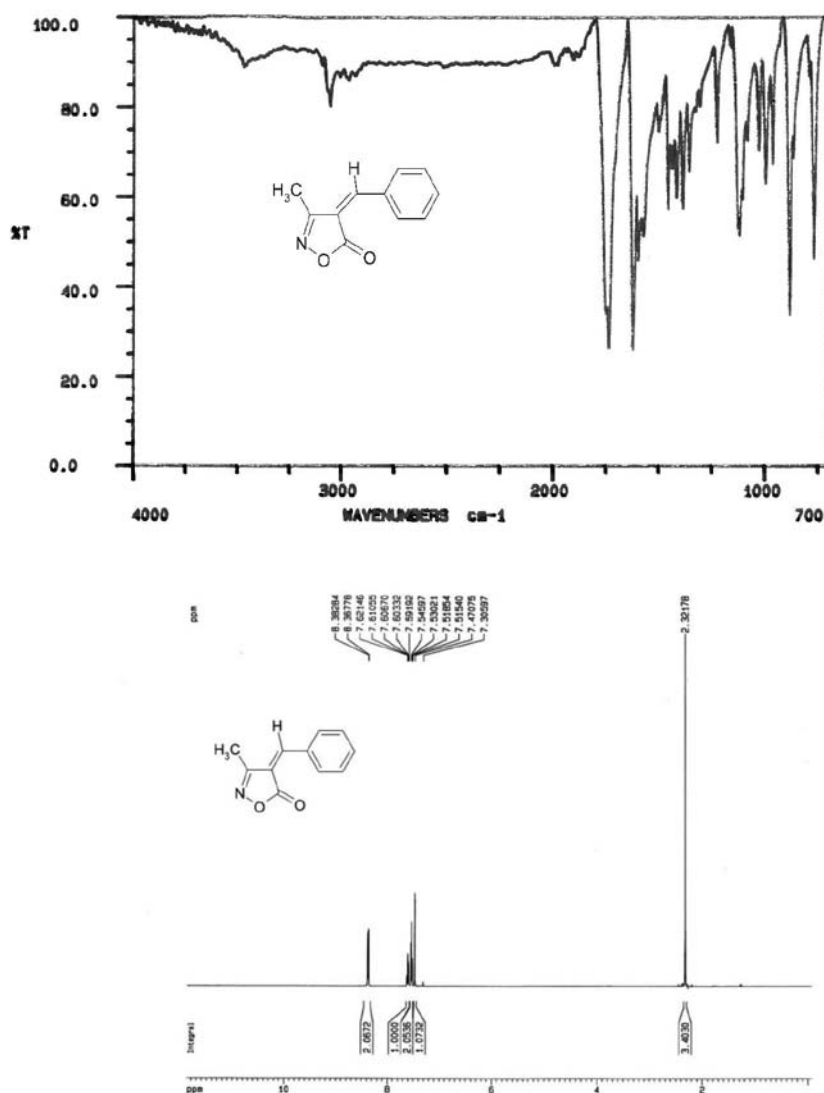 100.0
80.0
60.0
%T
40.0
20.0
0.0
H
H₃C
N
O
O
4000
3000
2000
1000
700
WAVENUMBERS cm-1
ppm
8.38284
8.36778
7.62146
7.61055
7.60670
7.60332
7.59192
7.54597
7.53021
7.51854
7.51540
7.47075
7.30597
2.32178
H
H₃C
N
O
O
Integral
2.0672
1.0000
2.0536
1.0732
3.4030
ppm
10
8
6
4
2
0